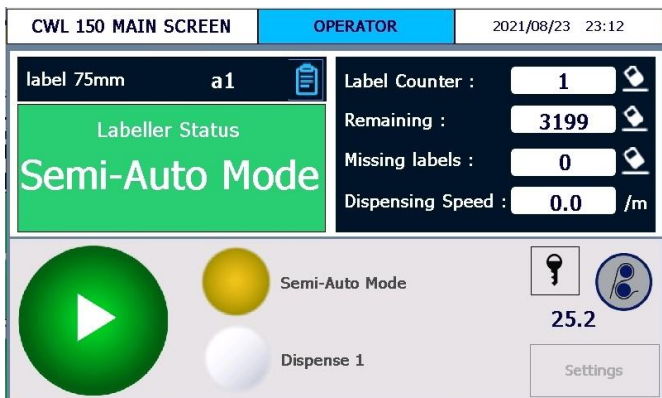 CWL 150 MAIN SCREEN OPERATOR 2021/08/23 23:12
label 75mm a1
Labeller Status
Semi-Auto Mode
Label Counter : 1
Remaining : 3199
Missing labels : 0
Dispensing Speed : 0.0 /m
Semi-Auto Mode
Dispense 1
25.2
Settings